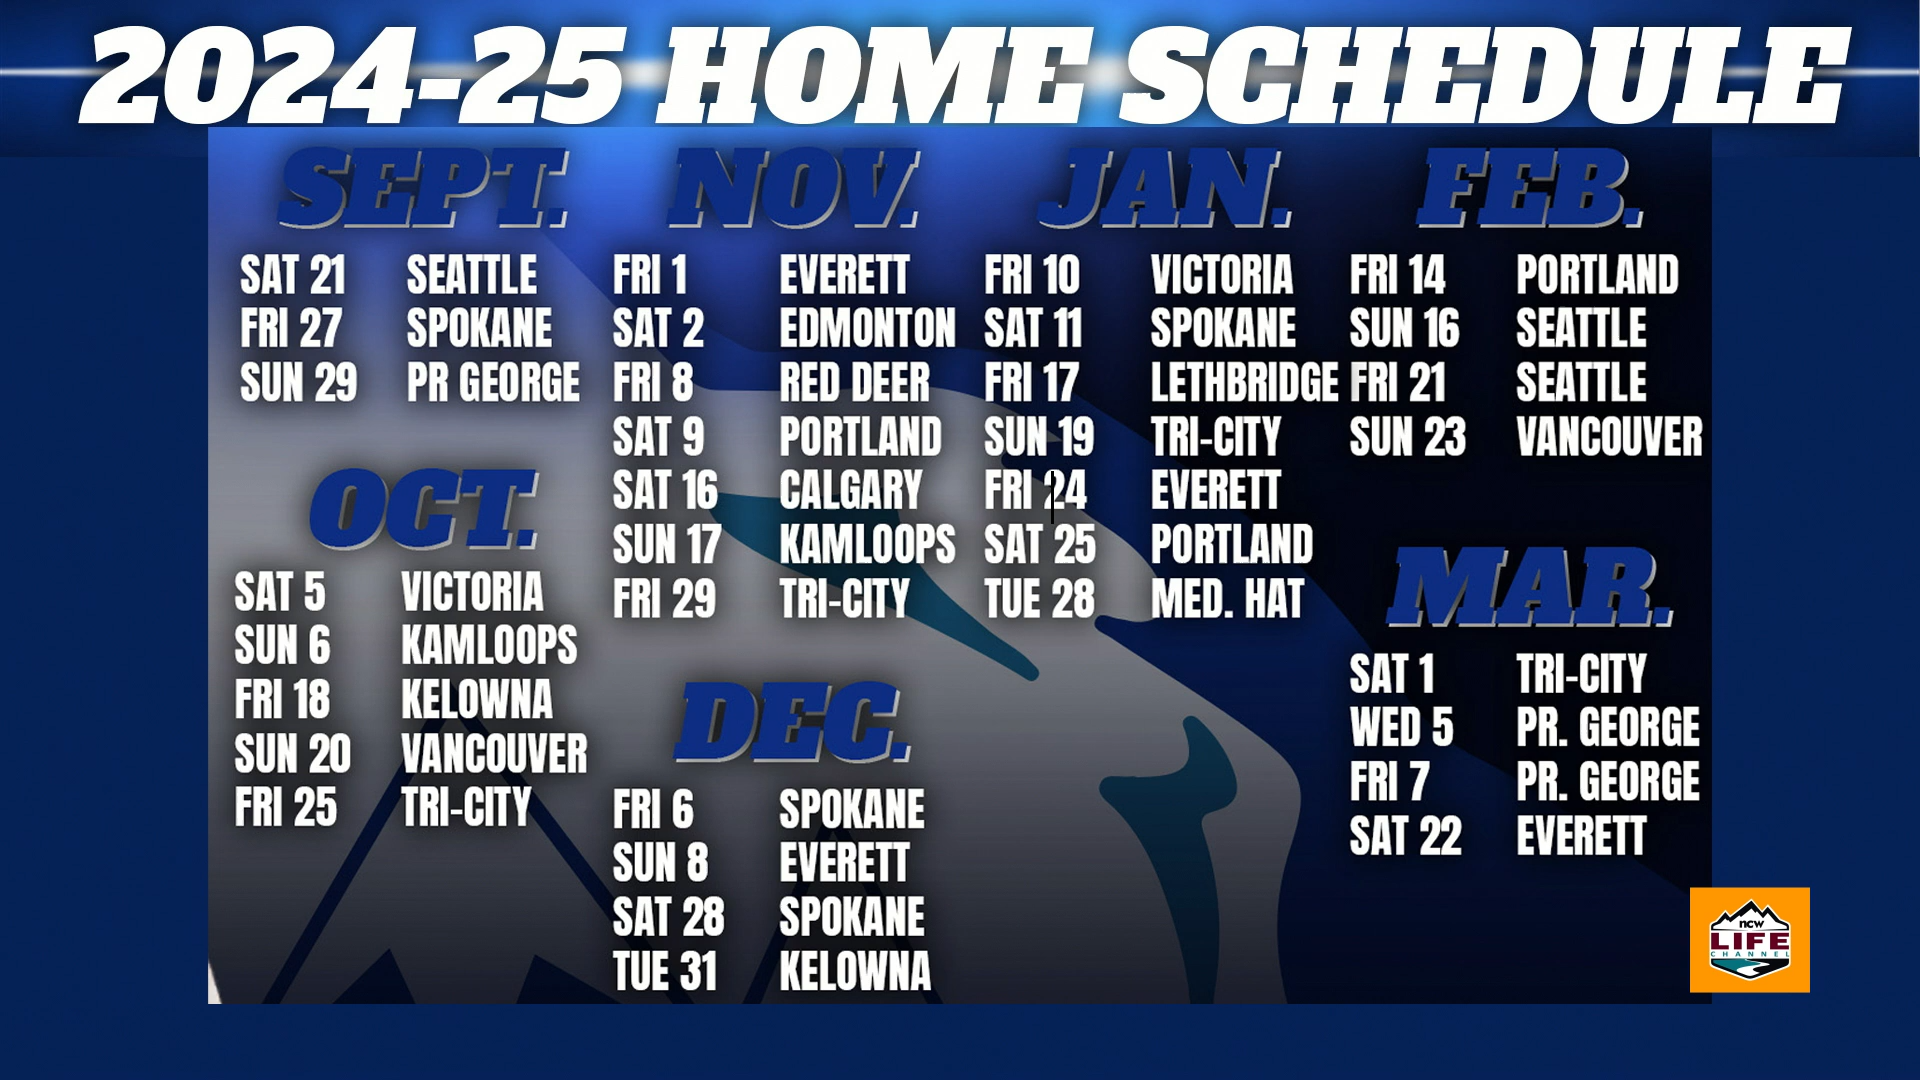 2024-25 HOME SCHEDULE
SEPT.
SAT 21 SEATTLE
FRI 27 SPOKANE
SUN 29 PR GEORGE
OCT.
SAT 5 VICTORIA
SUN 6 KAMLOOPS
FRI 18 KELOWNA
SUN 20 VANCOUVER
FRI 25 TRI-CITY
NOV.
FRI 1 EVERETT
SAT 2 EDMONTON
FRI 8 RED DEER
SAT 9 PORTLAND
SAT 16 CALGARY
SUN 17 KAMLOOPS
FRI 29 TRI-CITY
DEC.
FRI 6 SPOKANE
SUN 8 EVERETT
SAT 28 SPOKANE
TUE 31 KELOWNA
JAN.
FRI 10 VICTORIA
SAT 11 SPOKANE
FRI 17 LETHBRIDGE
SUN 19 TRI-CITY
FRI 24 EVERETT
SAT 25 PORTLAND
TUE 28 MED. HAT
FEB.
FRI 14 PORTLAND
SUN 16 SEATTLE
FRI 21 SEATTLE
SUN 23 VANCOUVER
MAR.
SAT 1 TRI-CITY
WED 5 PR. GEORGE
FRI 7 PR. GEORGE
SAT 22 EVERETT
ncw
LIFE
CHANNEL